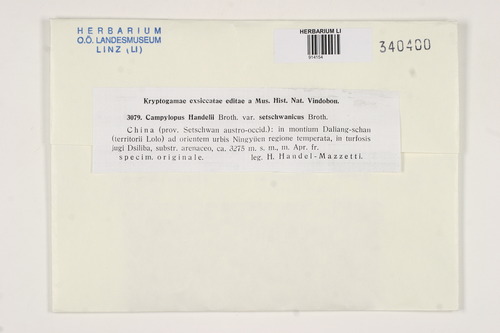 HERBARIUM
O.Ö. LANDESMUSEUM
LINZ (LI)
HERBARIUM LI
914154
340400
Kryptogamae exsiccatae editae a Mus. Hist. Nat. Vindobon.
3079. Campylopus Handelii Broth. var. setschwanicus Broth.
China (prov. Setschwan austro-occid.): in montium Daliang-schan
(territorii Lolo) ad orientem urbis Ningyüen regione temperata, in turfosis
jugi Dsiliba, substr. arenaceo, ca. 3275 m. s. m., m. Apr. fr.
specim. originale. leg. H. Handel-Mazzetti.